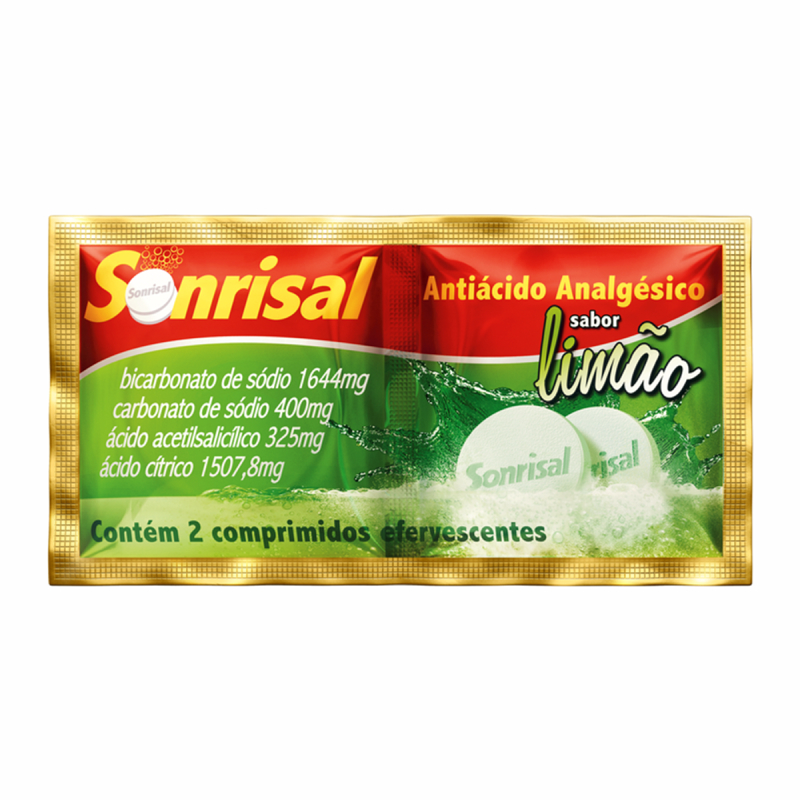 Sonrisal
Sonrisal
bicarbonato de sódio 1644mg
carbonato de sódio 400mg
ácido acetilsalicílico 325mg
ácido cítrico 1507,8mg
Antiácido Analgésico
sabor
limão
Sonrisal
risal
Contém 2 comprimidos efervescentes